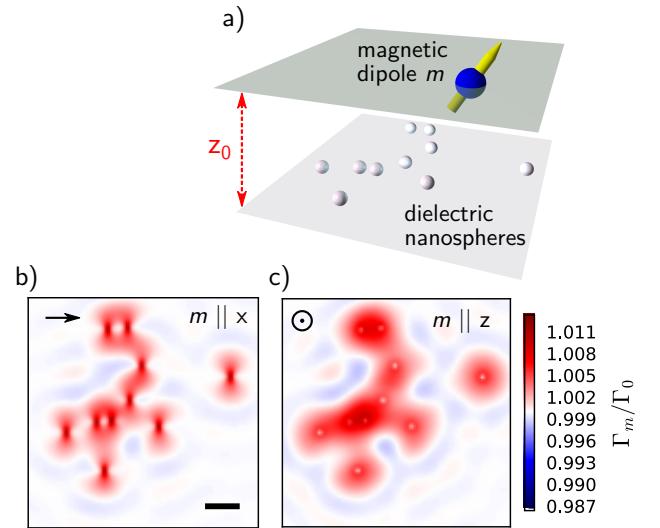 a)
magnetic
dipole m
z₀
dielectric
nanospheres
b)
m || x
c)
m || z
1.011
1.008
1.005
1.002
0.999
0.996
0.993
0.990
0.987
Γₘ/Γ₀